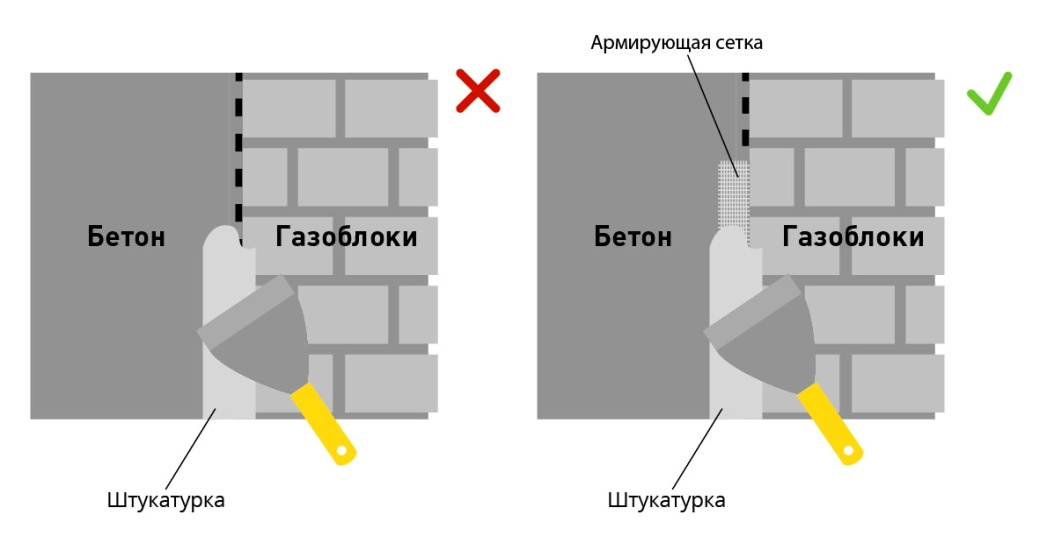 Армирующая сетка
Бетон
Газоблоки
Бетон
Газоблоки
Штукатурка
Штукатурка